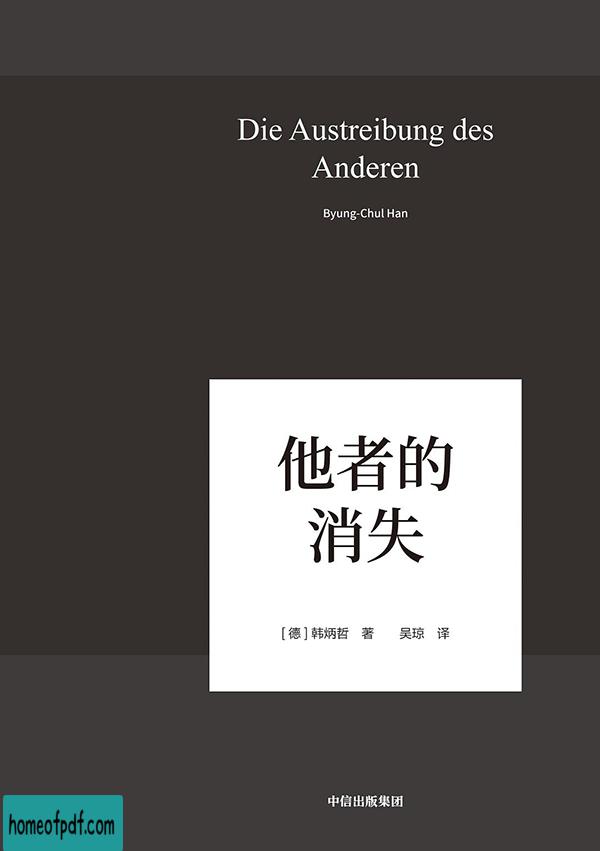 Die Austreibung des
Anderen
Byung-Chul Han
他者的
消失
[ 德 ] 韩炳哲 著 吴琼 译
中信出版集团
homeofpdf.com